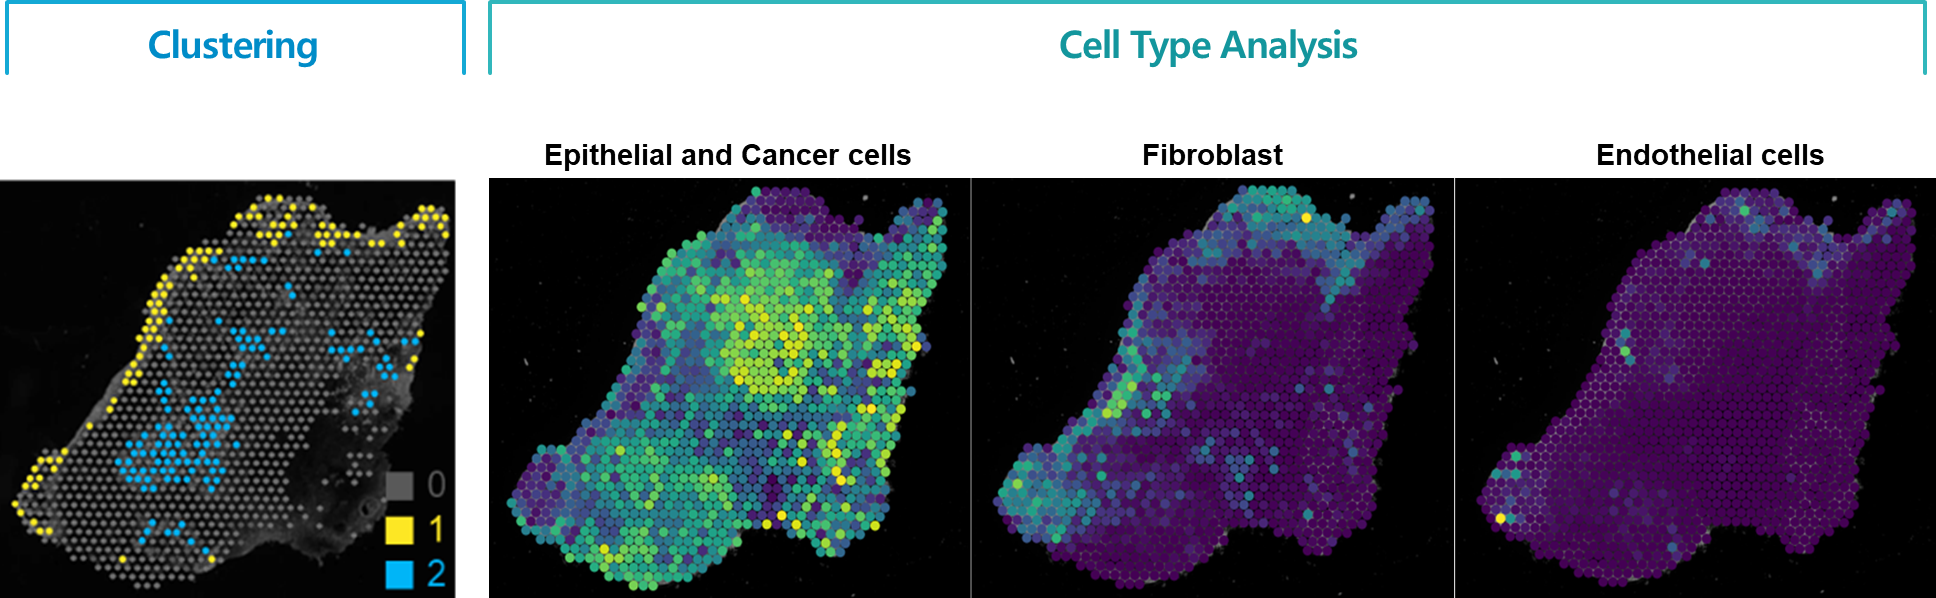 Clustering
Cell Type Analysis
Epithelial and Cancer cells
Fibroblast
Endothelial cells
0
1
2